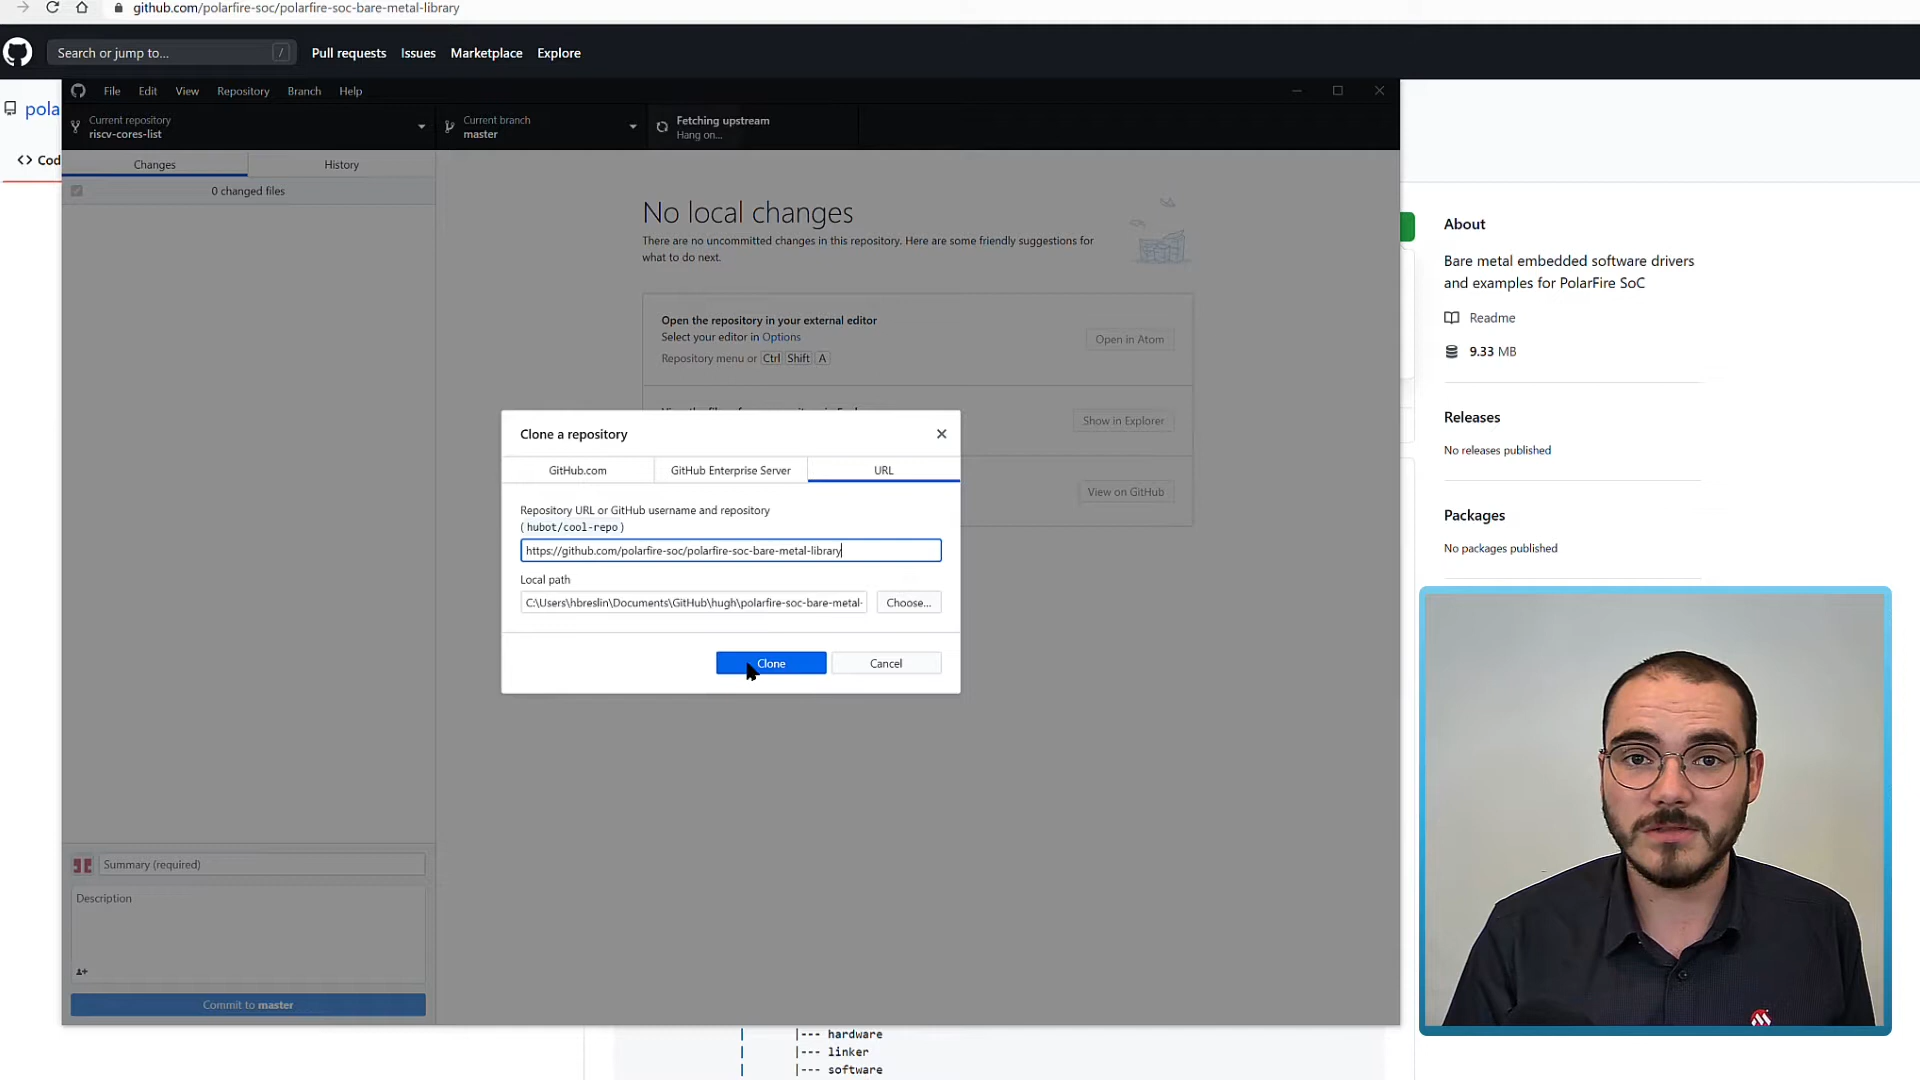 github.com/polarfire-soc/polarfire-soc-bare-metal-library
Search or jump to...
/
Pull requests
Issues
Marketplace
Explore
pola
Cod
File
Edit
View
Repository
Branch
Help
Current repository
riscv-cores-list
Current branch
master
Fetching upstream
Hang on...
Changes
History
0 changed files
No local changes
There are no uncommitted changes in this repository. Here are some friendly suggestions for
what to do next.
Open the repository in your external editor
Select your editor in Options
Repository menu or Ctrl Shift A
Open in Atom
Show in Explorer
View on GitHub
Clone a repository
GitHub.com
GitHub Enterprise Server
URL
Repository URL or GitHub username and repository
(hubot/cool-repo)
https://github.com/polarfire-soc/polarfire-soc-bare-metal-library
Local path
C:\Users\hbreslin\Documents\GitHub\hugh\polarfire-soc-bare-metal-
Choose...
Clone
Cancel
Summary (required)
Description
Commit to master
About
Bare metal embedded software drivers
and examples for PolarFire SoC
Readme
9.33 MB
Releases
No releases published
Packages
No packages published
|   |--- hardware
|   |--- linker
|   |--- software